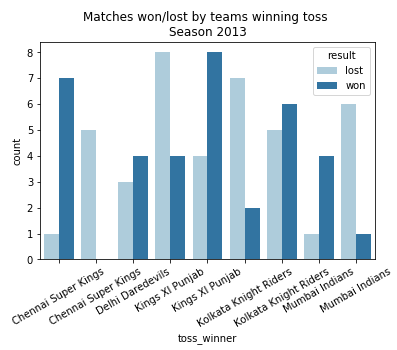 Matches won/lost by teams winning toss
Season 2013
result
lost
won
count
8
7
6
5
4
3
2
1
0
Chennai Super Kings
Chennai Super Kings
Delhi Daredevils
Kings XI Punjab
Kings XI Punjab
Kolkata Knight Riders
Kolkata Knight Riders
Mumbai Indians
Mumbai Indians
toss_winner